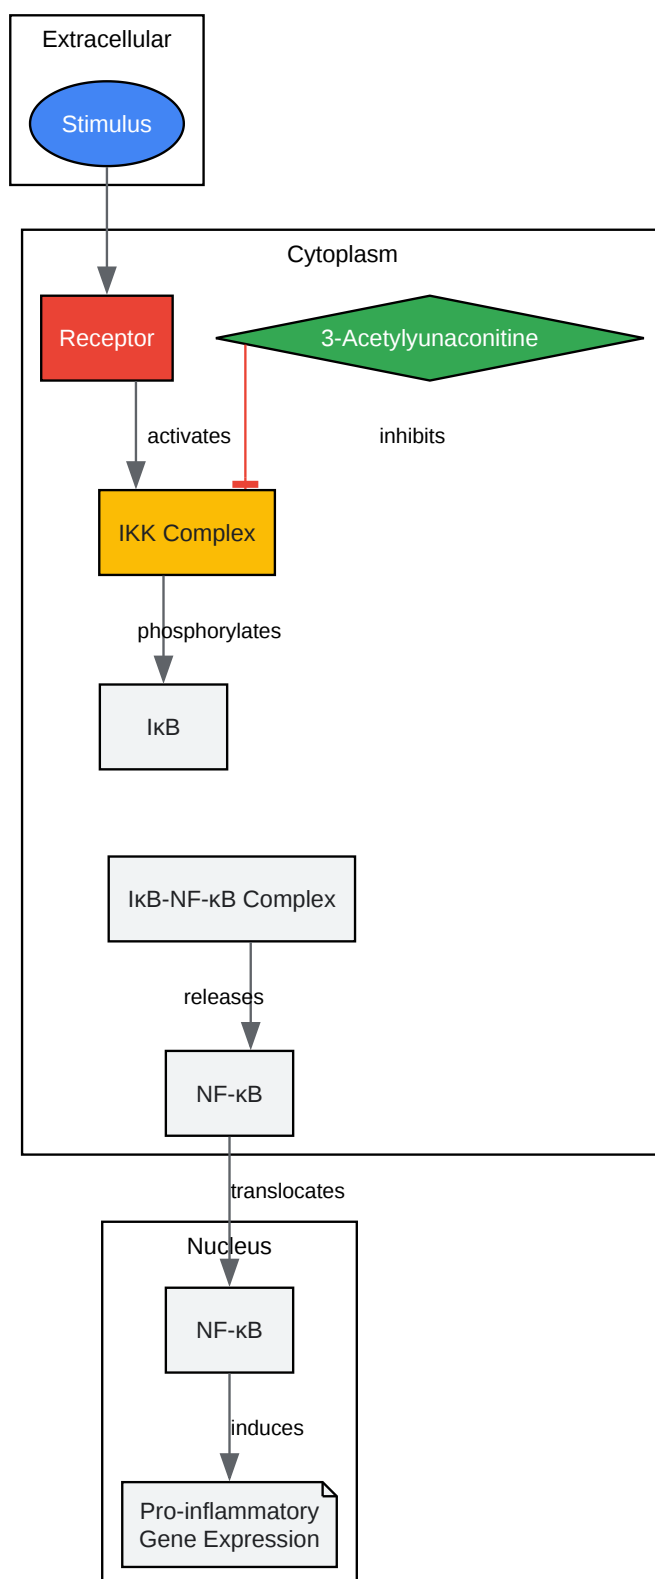 Extracellular
Stimulus
Cytoplasm
Receptor
3-Acetylyunaconitine
activates
inhibits
IKK Complex
phosphorylates
IκB
IκB-NF-κB Complex
releases
NF-κB
translocates
Nucleus
NF-κB
induces
Pro-inflammatory
Gene Expression